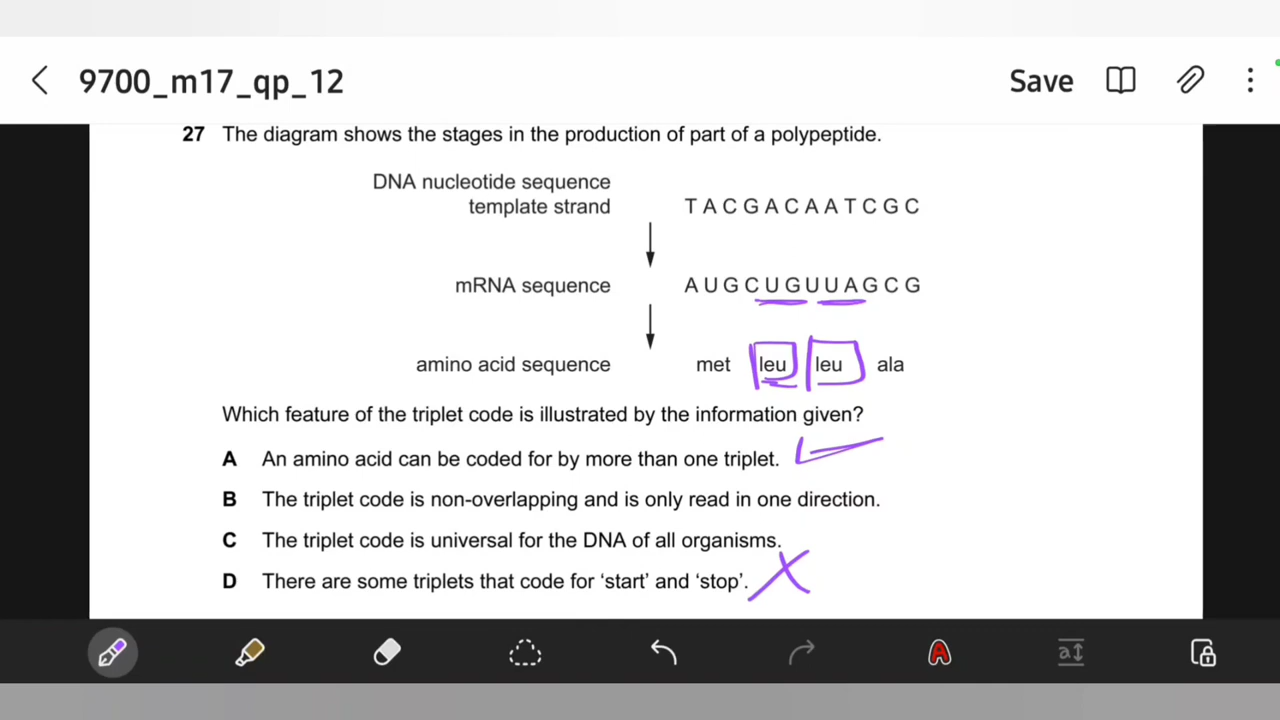 9700_m17_qp_12
Save
27 The diagram shows the stages in the production of part of a polypeptide.
DNA nucleotide sequence
template strand
T A C G A C A A T C G C
mRNA sequence
A U G C U G U U A G C G
amino acid sequence
met leu leu ala
Which feature of the triplet code is illustrated by the information given?
A An amino acid can be coded for by more than one triplet.
B The triplet code is non-overlapping and is only read in one direction.
C The triplet code is universal for the DNA of all organisms.
D There are some triplets that code for ‘start’ and ‘stop’.
A
a